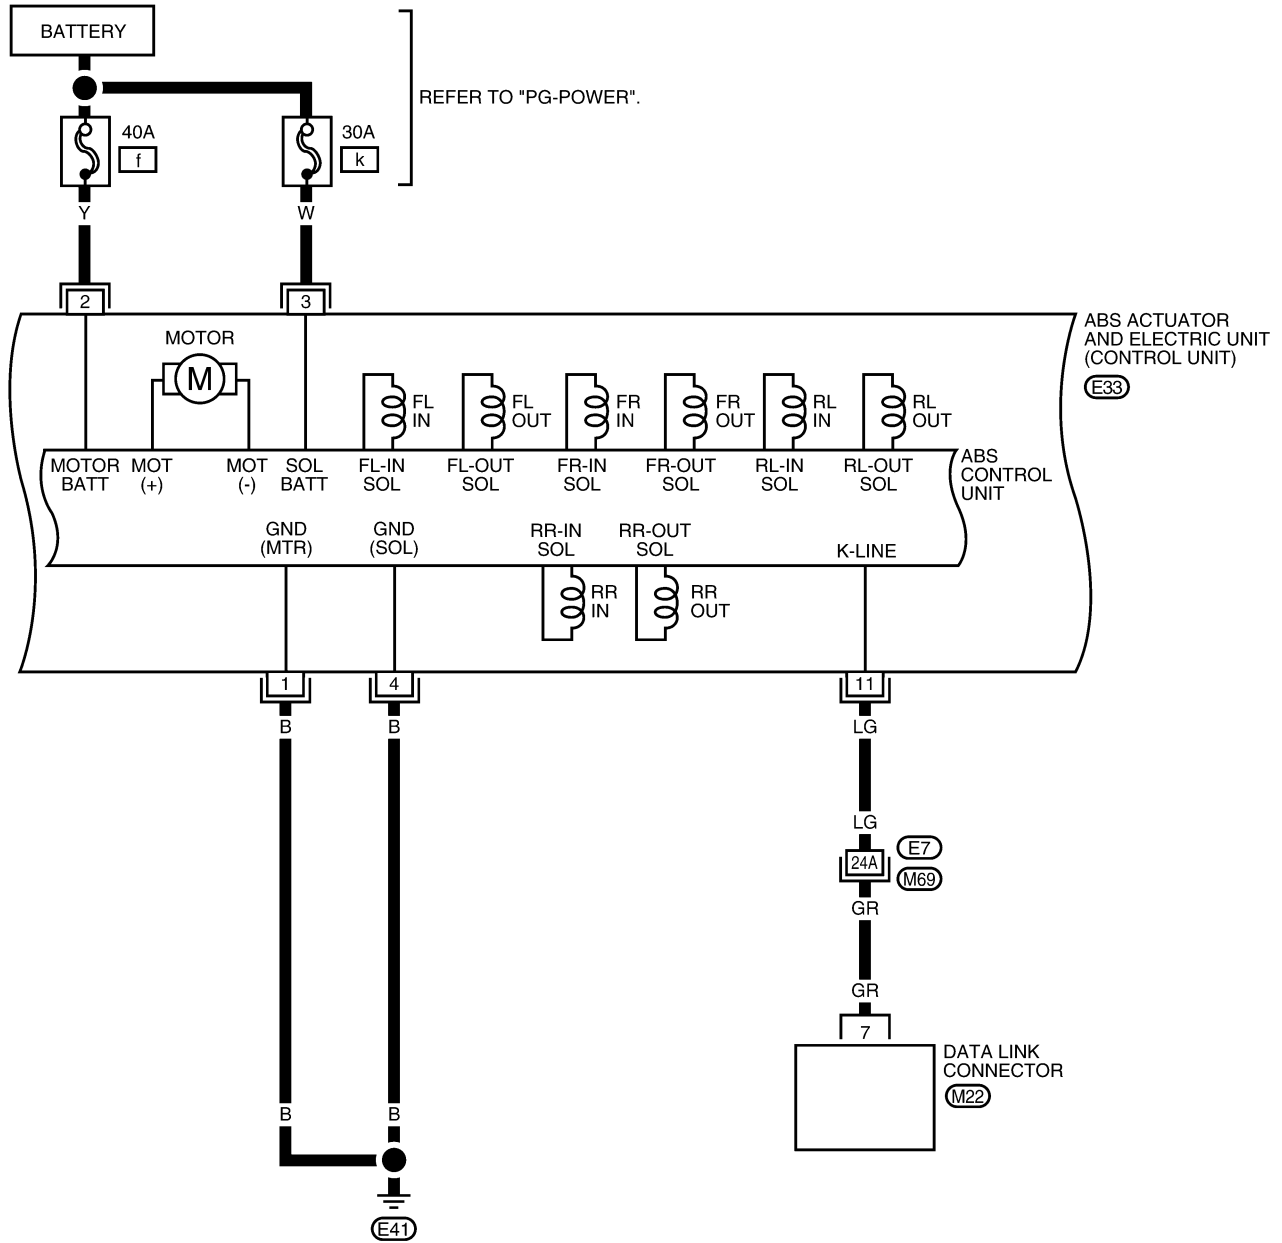 BATTERY
REFER TO "PG-POWER".
40A
f
30A
k
Y
W
2
3
ABS ACTUATOR
AND ELECTRIC UNIT
(CONTROL UNIT)
E33
MOTOR
M
FL
IN
FL
OUT
FR
IN
FR
OUT
RL
IN
RL
OUT
MOTOR
BATT
MOT
(+)
MOT
(-)
SOL
BATT
FL-IN
SOL
FL-OUT
SOL
FR-IN
SOL
FR-OUT
SOL
RL-IN
SOL
RL-OUT
SOL
ABS
CONTROL
UNIT
GND
(MTR)
GND
(SOL)
RR-IN
SOL
RR-OUT
SOL
K-LINE
RR
IN
RR
OUT
1
4
11
B
B
LG
LG
24A
E7
M69
GR
GR
7
DATA LINK
CONNECTOR
M22
B
B
E41